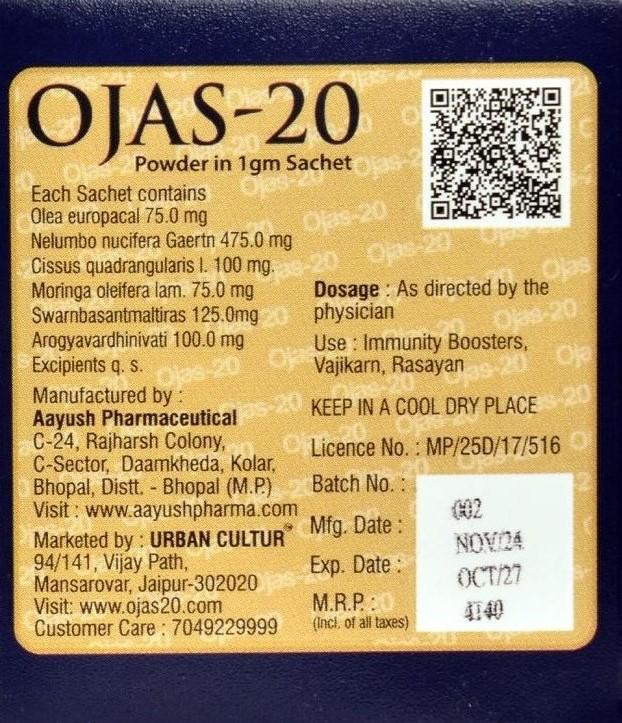 OJAS-20
Powder in 1gm Sachet
Each Sachet contains
Olea europacal 75.0 mg
Nelumbo nucifera Gaertn 475.0 mg
Cissus quadrangularis l. 100 mg.
Moringa oleifera lam. 75.0 mg
Swarnbasantmaltiras 125.0mg
Arogyavardhinivati 100.0 mg
Excipients q. s.
Manufactured by :
Aayush Pharmaceutical
C-24, Rajharsh Colony,
C-Sector, Daamkheda, Kolar,
Bhopal, Distt. - Bhopal (M.P.)
Visit : www.aayushpharma.com
Marketed by : URBAN CULTUR™
94/141, Vijay Path,
Mansarovar, Jaipur-302020
Visit: www.ojas20.com
Customer Care : 7049229999
Dosage : As directed by the
physician
Use : Immunity Boosters,
Vajikarn, Rasayan
KEEP IN A COOL DRY PLACE
Licence No. : MP/25D/17/516
Batch No. : 002
Mfg. Date : NOV/24
Exp. Date : OCT/27
M.R.P. : 4140
(Incl. of all taxes)